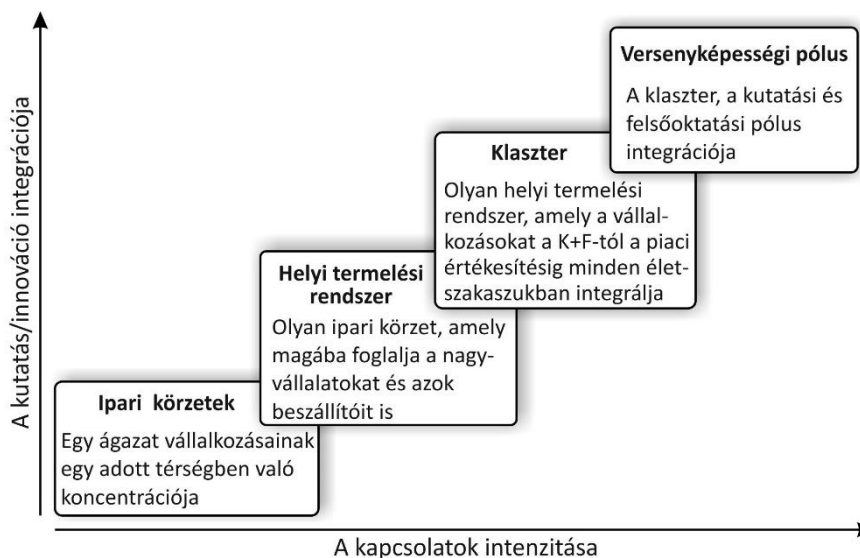 A kutatás/innováció integrációja
Versenyképességi pólus
A klaszter, a kutatási és
felsőoktatási pólus
integrációja
Klaszter
Olyan helyi termelési
rendszer, amely a vállal-
kozásokat a K+F-tól a piaci
értékesítésig minden élet-
szakaszukban integrálja
Helyi termelési
rendszer
Olyan ipari körzet, amely
magába foglalja a nagy-
vállalatokat és azok
beszállítóit is
Ipari körzetek
Egy ágazat vállalkozásainak
egy adott térségben való
koncentrációja
A kapcsolatok intenzitása